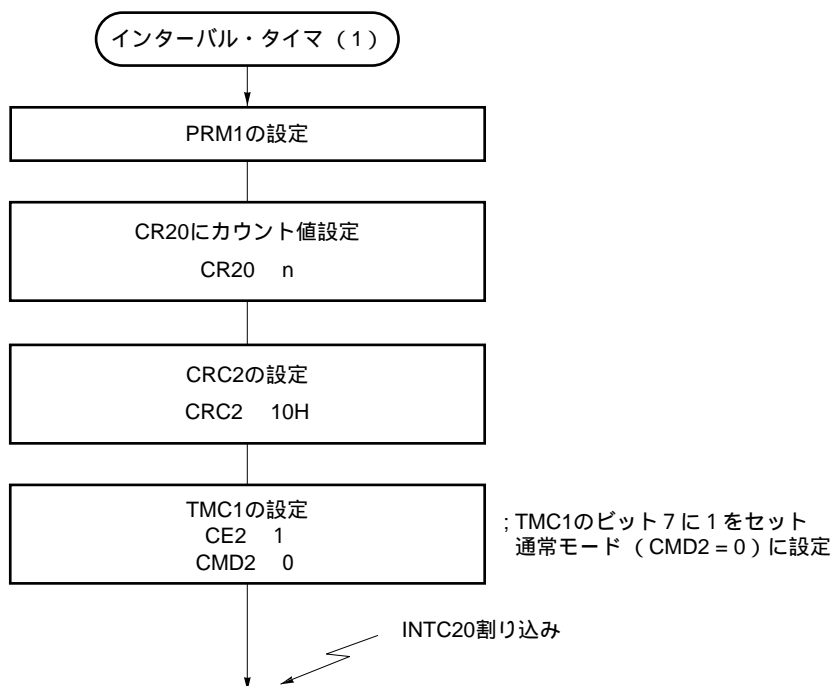 インターバル・タイマ（1）
PRM1の設定
CR20にカウント値設定
CR20 n
CRC2の設定
CRC2 10H
TMC1の設定
CE2 1
CMD2 0
; TMC1のビット7に1をセット
通常モード（CMD2 = 0）に設定
INTC20割り込み